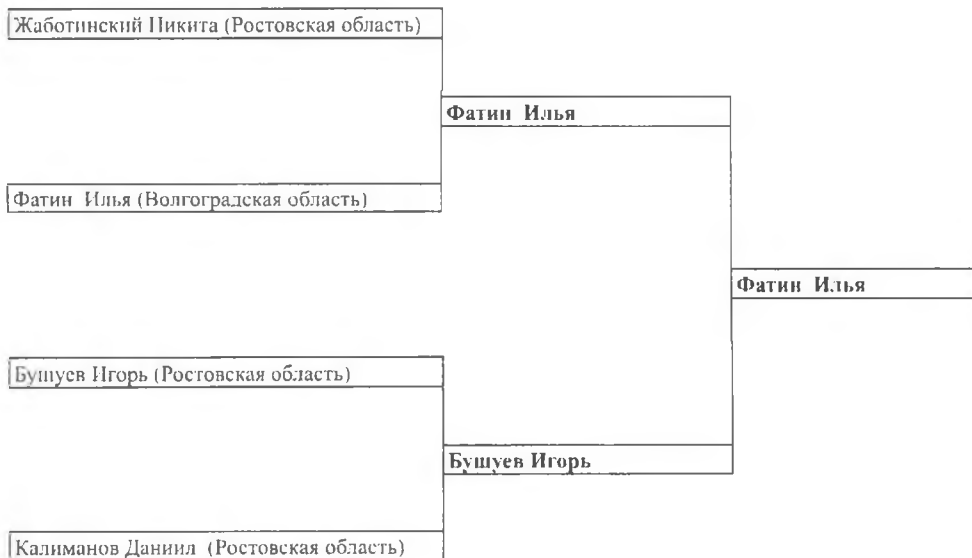 Жаботинский Никита (Ростовская область)
Фатин Илья
Фатин Илья (Волгоградская область)
Фатин Илья
Бушуев Игорь (Ростовская область)
Бушуев Игорь
Калиманов Даниил (Ростовская область)